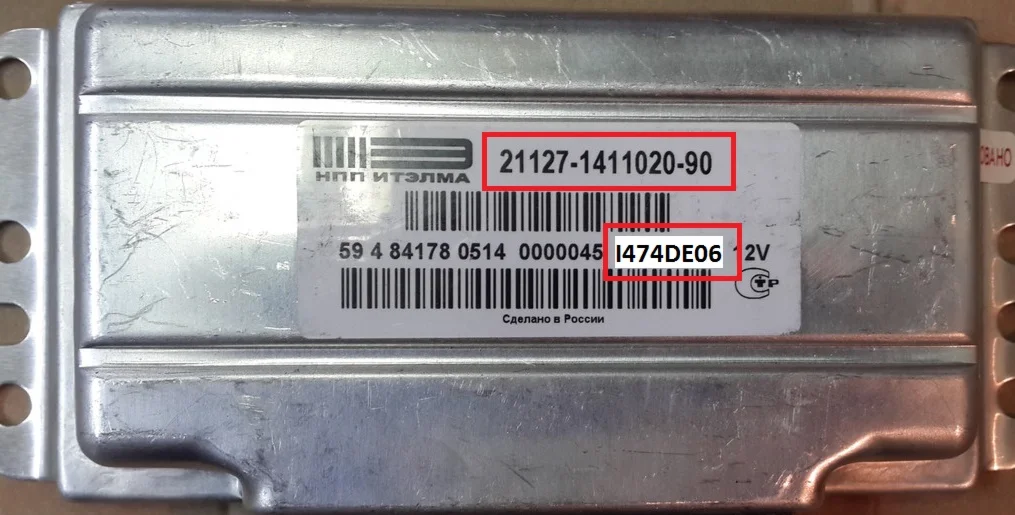 21127-1411020-90
НПП ИТЭЛМА
59 4 84178 0514 0000045 I474DE06 12V
Сделано в России